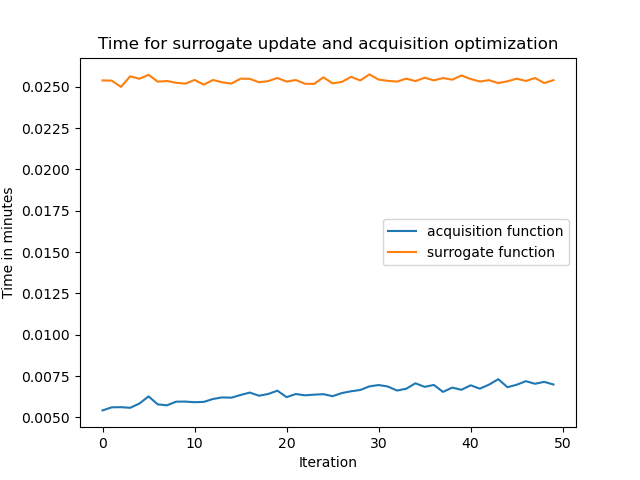 Time for surrogate update and acquisition optimization
0.0250
0.0225
0.0200
0.0175
0.0150
0.0125
0.0100
0.0075
0.0050
Time in minutes
acquisition function
surrogate function
0 10 20 30 40 50
Iteration